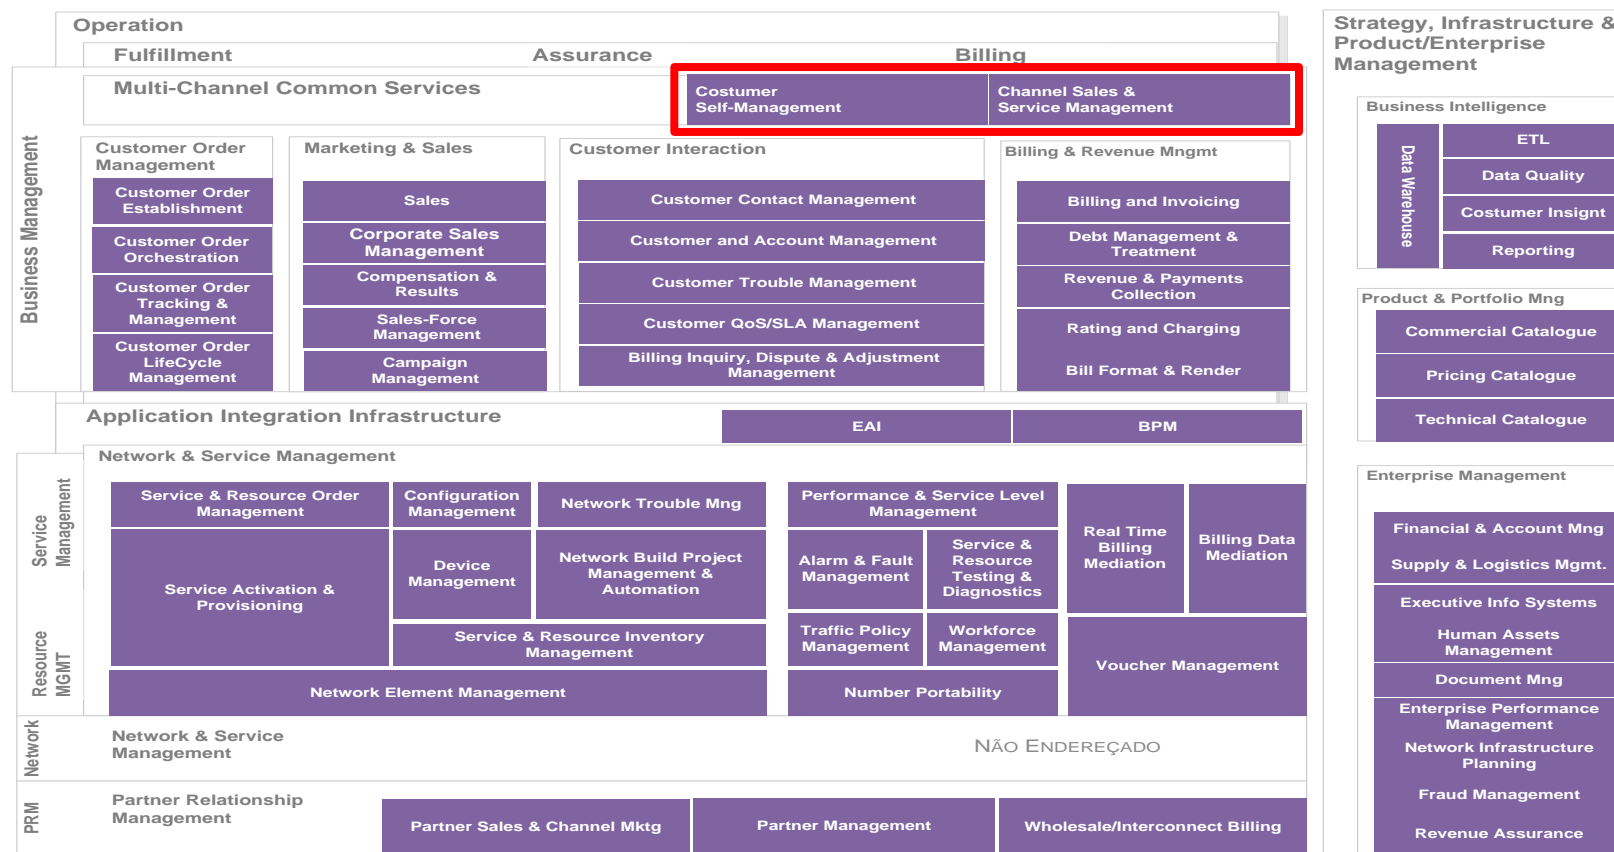 Operation
Fulfillment
Assurance
Billing
Multi-Channel Common Services
Costumer
Self-Management
Channel Sales &
Service Management
Business Management
Customer Order
Management
Customer Order
Establishment
Customer Order
Orchestration
Customer Order
Tracking &
Management
Customer Order
LifeCycle
Management
Marketing & Sales
Sales
Corporate Sales
Management
Compensation &
Results
Sales-Force
Management
Campaign
Management
Customer Interaction
Customer Contact Management
Customer and Account Management
Customer Trouble Management
Customer QoS/SLA Management
Billing Inquiry, Dispute & Adjustment
Management
Billing & Revenue Mngmt
Billing and Invoicing
Debt Management &
Treatment
Revenue & Payments
Collection
Rating and Charging
Bill Format & Render
Application Integration Infrastructure
EAI
BPM
Network & Service Management
Service
Management
Resource
MGMT
Service & Resource Order
Management
Configuration
Management
Network Trouble Mng
Performance & Service Level
Management
Real Time
Billing
Mediation
Billing Data
Mediation
Service Activation &
Provisioning
Device
Management
Network Build Project
Management &
Automation
Alarm & Fault
Management
Service &
Resource
Testing &
Diagnostics
Service & Resource Inventory
Management
Traffic Policy
Management
Workforce
Management
Voucher Management
Network Element Management
Number Portability
Network
Network & Service
Management
NÃO ENDEREÇADO
PRM
Partner Relationship
Management
Partner Sales & Channel Mktg
Partner Management
Wholesale/Interconnect Billing
Strategy, Infrastructure &
Product/Enterprise
Management
Business Intelligence
Data Warehouse
ETL
Data Quality
Costumer Insignt
Reporting
Product & Portfolio Mng
Commercial Catalogue
Pricing Catalogue
Technical Catalogue
Enterprise Management
Financial & Account Mng
Supply & Logistics Mgmt.
Executive Info Systems
Human Assets
Management
Document Mng
Enterprise Performance
Management
Network Infrastructure
Planning
Fraud Management
Revenue Assurance